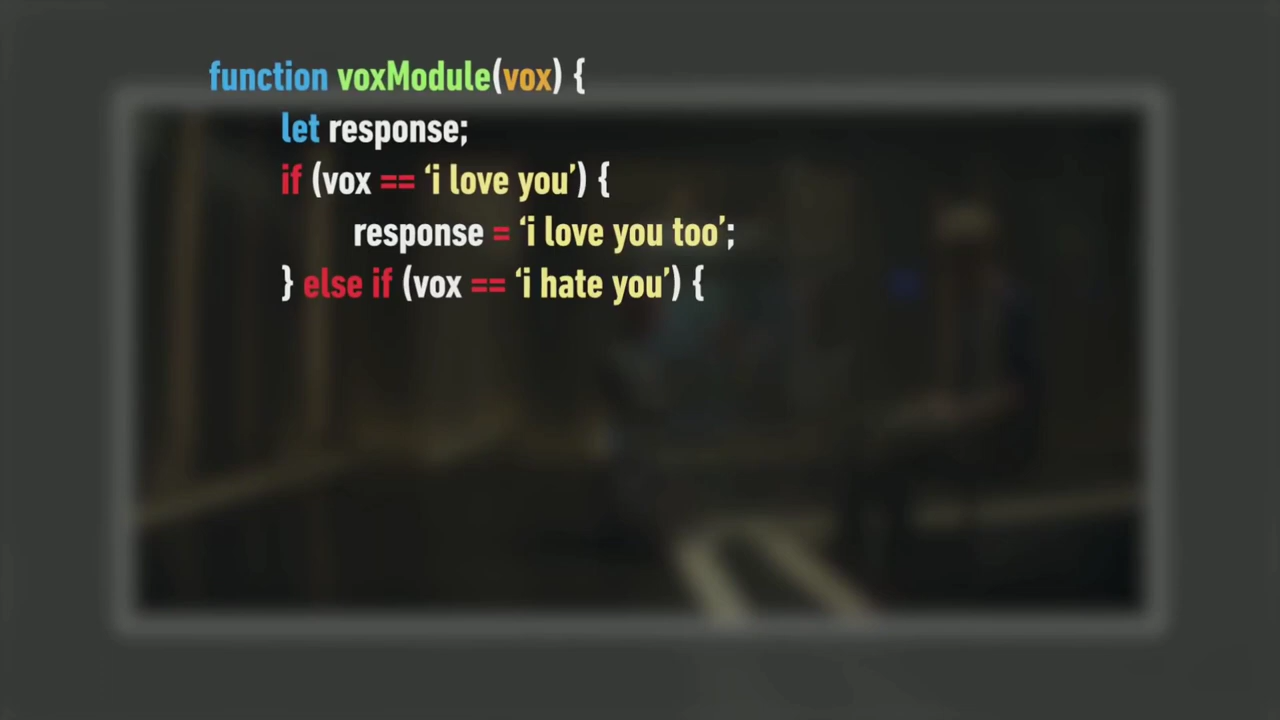 function voxModule(vox) {
let response;
if (vox == ‘i love you’) {
response = ‘i love you too’;
} else if (vox == ‘i hate you’) {